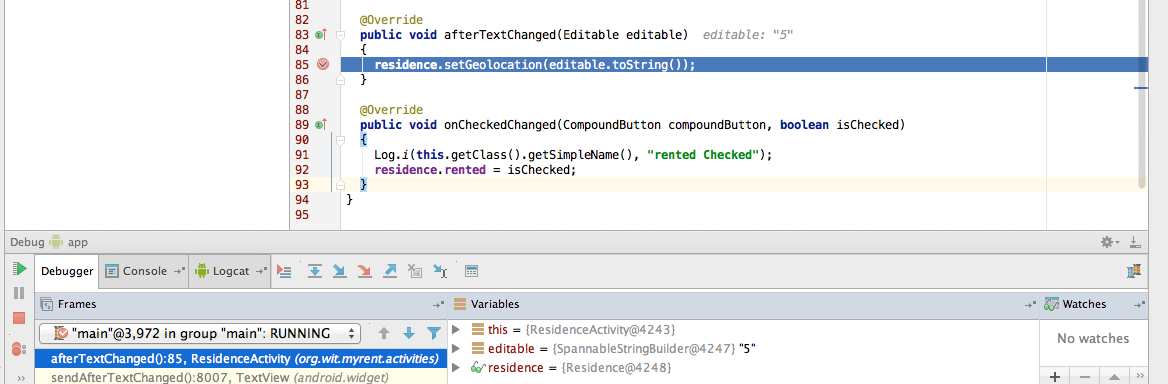 81
82 @Override
83 public void afterTextChanged(Editable editable) editable: "5"
84 {
85 residence.setGeolocation(editable.toString());
86 }
87
88 @Override
89 public void onCheckedChanged(CompoundButton compoundButton, boolean isChecked)
90 {
91 Log.i(this.getClass().getSimpleName(), "rented Checked");
92 residence.rented = isChecked;
93 }
94 }
95
Debug app
Debugger Console Logcat
Frames Variables Watches
"main"@3,972 in group "main": RUNNING
this = {ResidenceActivity@4243}
No watches
editable = {SpannableStringBuilder@4247} "5"
afterTextChanged():85, ResidenceActivity (org.wit.myrent.activities)
residence = {Residence@4248}
sendAfterTextChanged():8007, TextView (android.widget)